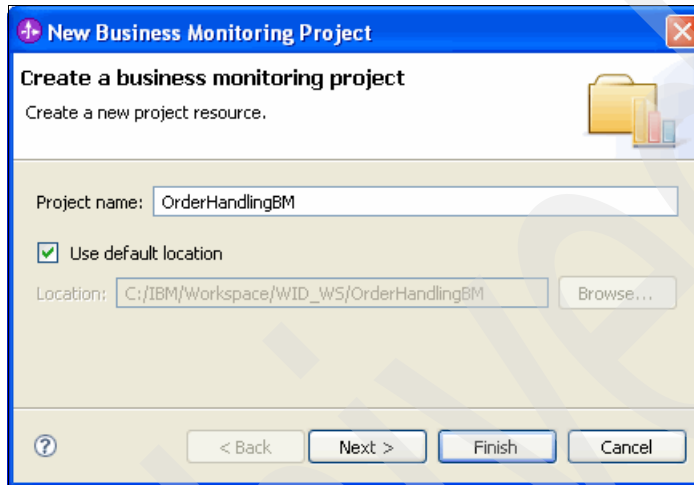 New Business Monitoring Project
Create a business monitoring project
Create a new project resource.
Project name: OrderHandlingBM
Use default location
Location: C:/IBM/Workspace/WID_WS/OrderHandlingBM Browse...
? < Back Next > Finish Cancel